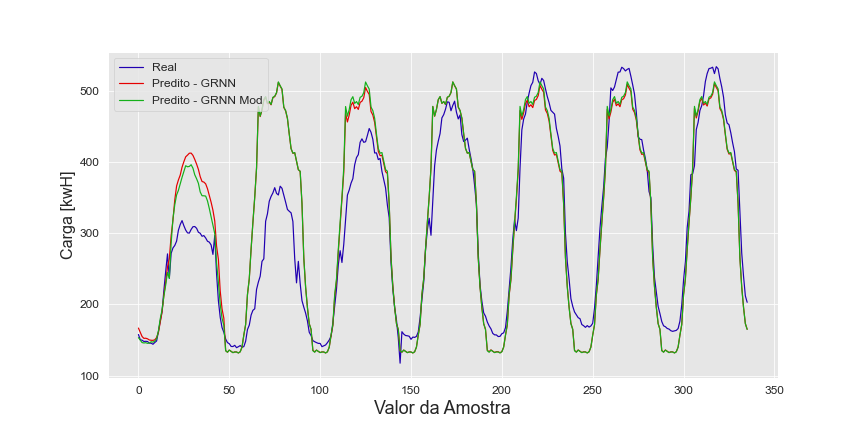 Real
Predito - GRNN
Predito - GRNN Mod
500
400
300
200
100
Carga [kwH]
0 50 100 150 200 250 300 350
Valor da Amostra